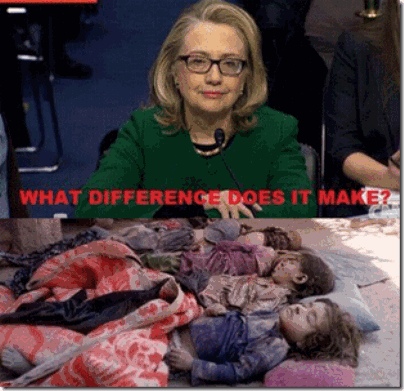 WHAT DIFFERENCE DOES IT MAKE?